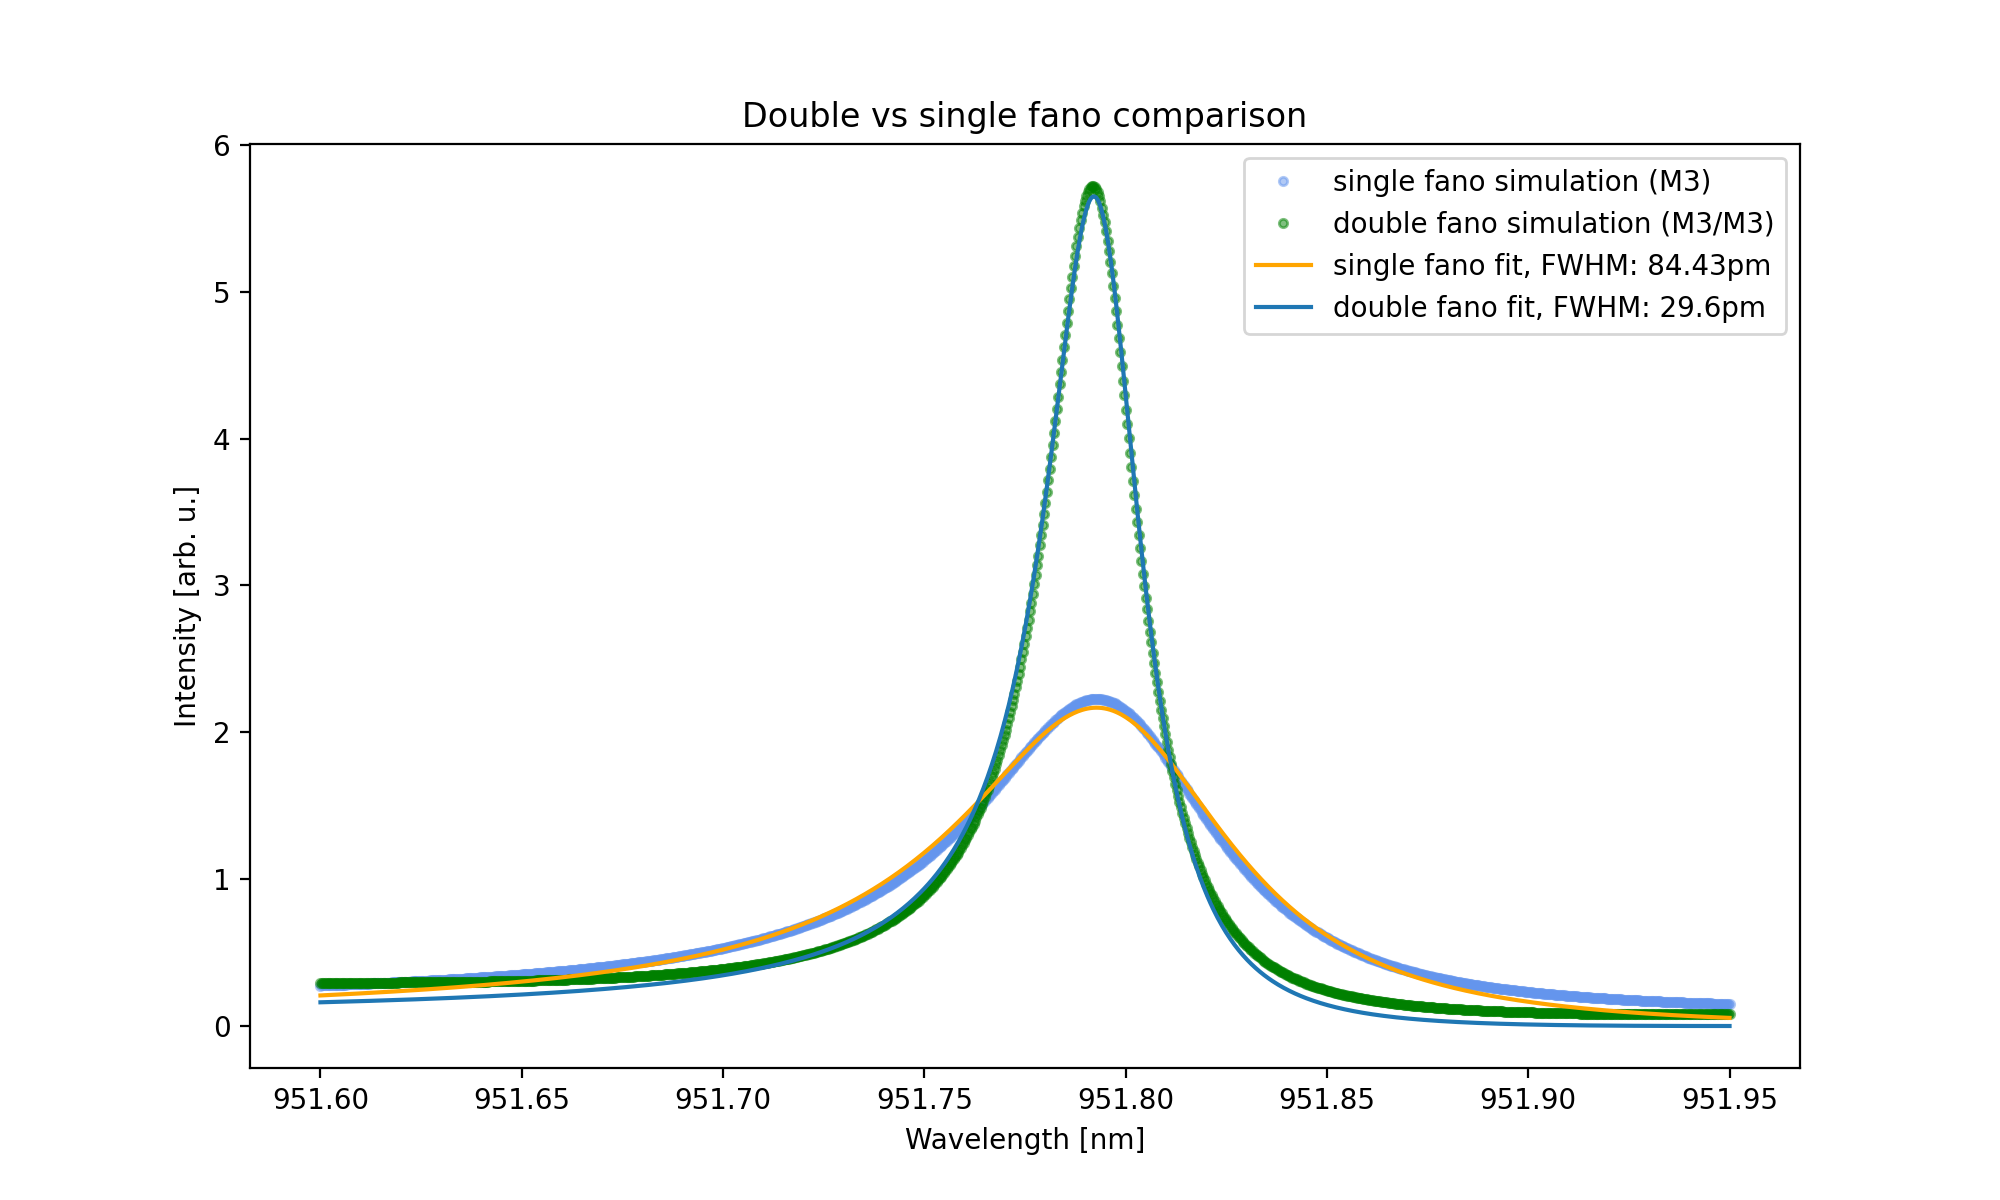 Double vs single fano comparison
6
5
4
3
2
1
0
Intensity [arb. u.]
single fano simulation (M3)
double fano simulation (M3/M3)
single fano fit, FWHM: 84.43pm
double fano fit, FWHM: 29.6pm
951.60 951.65 951.70 951.75 951.80 951.85 951.90 951.95
Wavelength [nm]